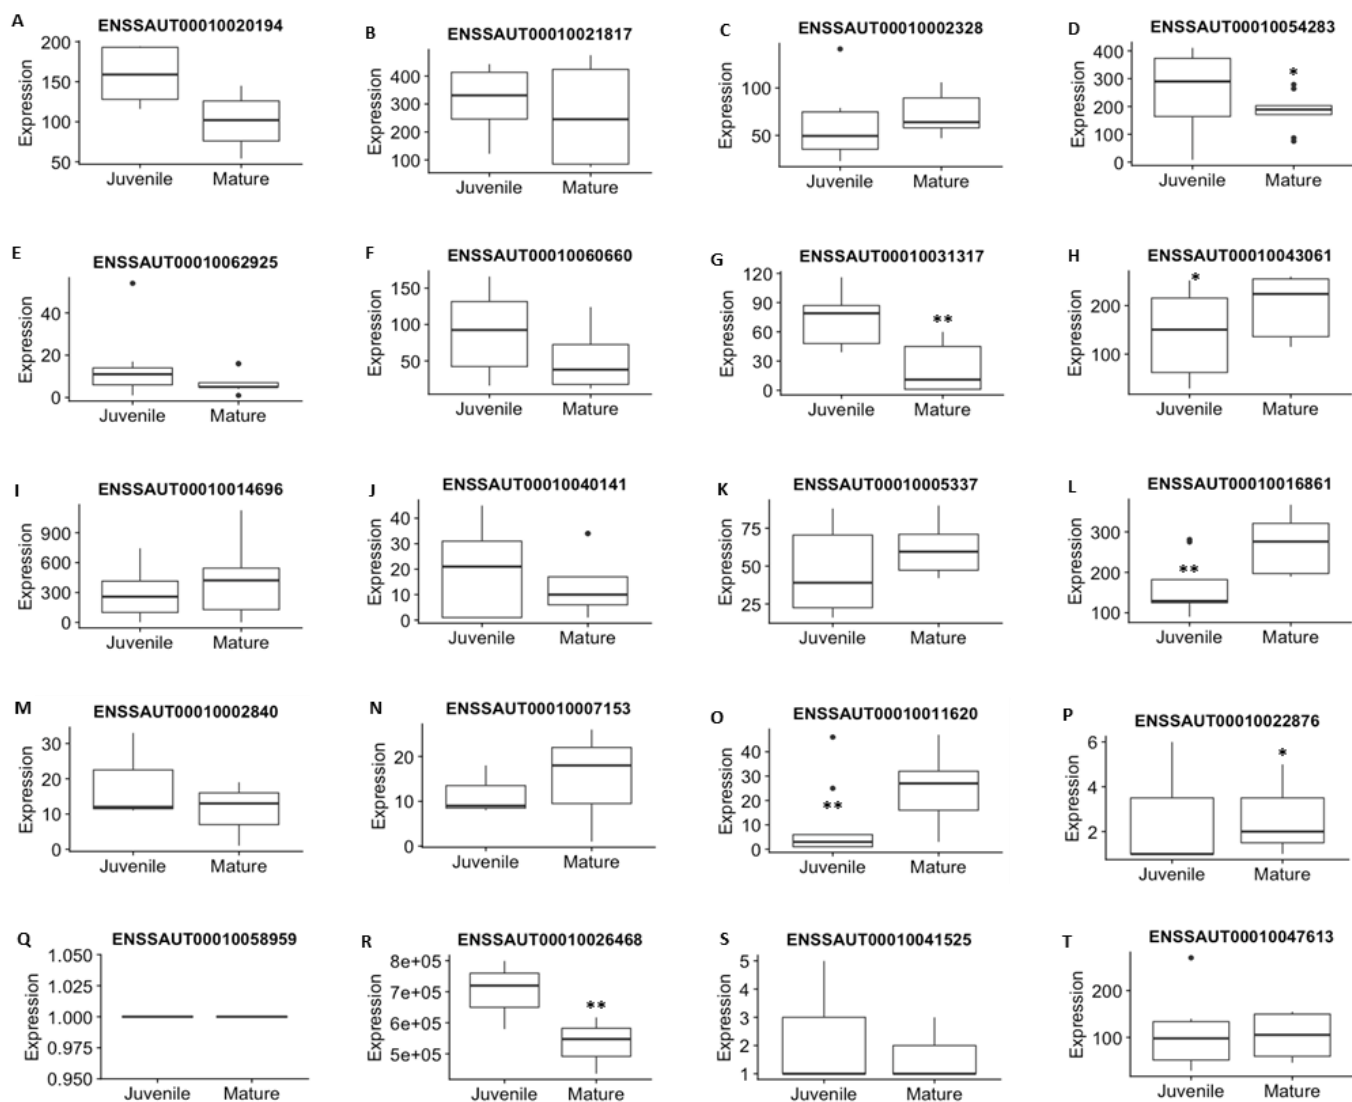 A
ENSSAUT00010020194
Expression
200
150
100
50
Juvenile
Mature
B
ENSSAUT00010021817
Expression
400
300
200
100
Juvenile
Mature
C
ENSSAUT00010002328
Expression
100
50
Juvenile
Mature
D
ENSSAUT00010054283
Expression
400
300
200
100
0
*
Juvenile
Mature
E
ENSSAUT00010062925
Expression
40
20
0
Juvenile
Mature
F
ENSSAUT00010060660
Expression
150
100
50
Juvenile
Mature
G
ENSSAUT00010031317
Expression
120
90
60
30
0
**
Juvenile
Mature
H
ENSSAUT00010043061
Expression
200
100
*
Juvenile
Mature
I
ENSSAUT00010014696
Expression
900
600
300
0
Juvenile
Mature
J
ENSSAUT00010040141
Expression
40
30
20
10
0
Juvenile
Mature
K
ENSSAUT00010005337
Expression
75
50
25
Juvenile
Mature
L
ENSSAUT00010016861
Expression
300
200
100
**
Juvenile
Mature
M
ENSSAUT00010002840
Expression
30
20
10
0
Juvenile
Mature
N
ENSSAUT00010007153
Expression
20
10
0
Juvenile
Mature
O
ENSSAUT00010011620
Expression
40
30
20
10
0
**
Juvenile
Mature
P
ENSSAUT00010022876
Expression
6
4
2
*
Juvenile
Mature
Q
ENSSAUT00010058959
Expression
1.050
1.025
1.000
0.975
0.950
Juvenile
Mature
R
ENSSAUT00010026468
Expression
8e+05
7e+05
6e+05
5e+05
**
Juvenile
Mature
S
ENSSAUT00010041525
Expression
5
4
3
2
1
Juvenile
Mature
T
ENSSAUT00010047613
Expression
200
100
Juvenile
Mature